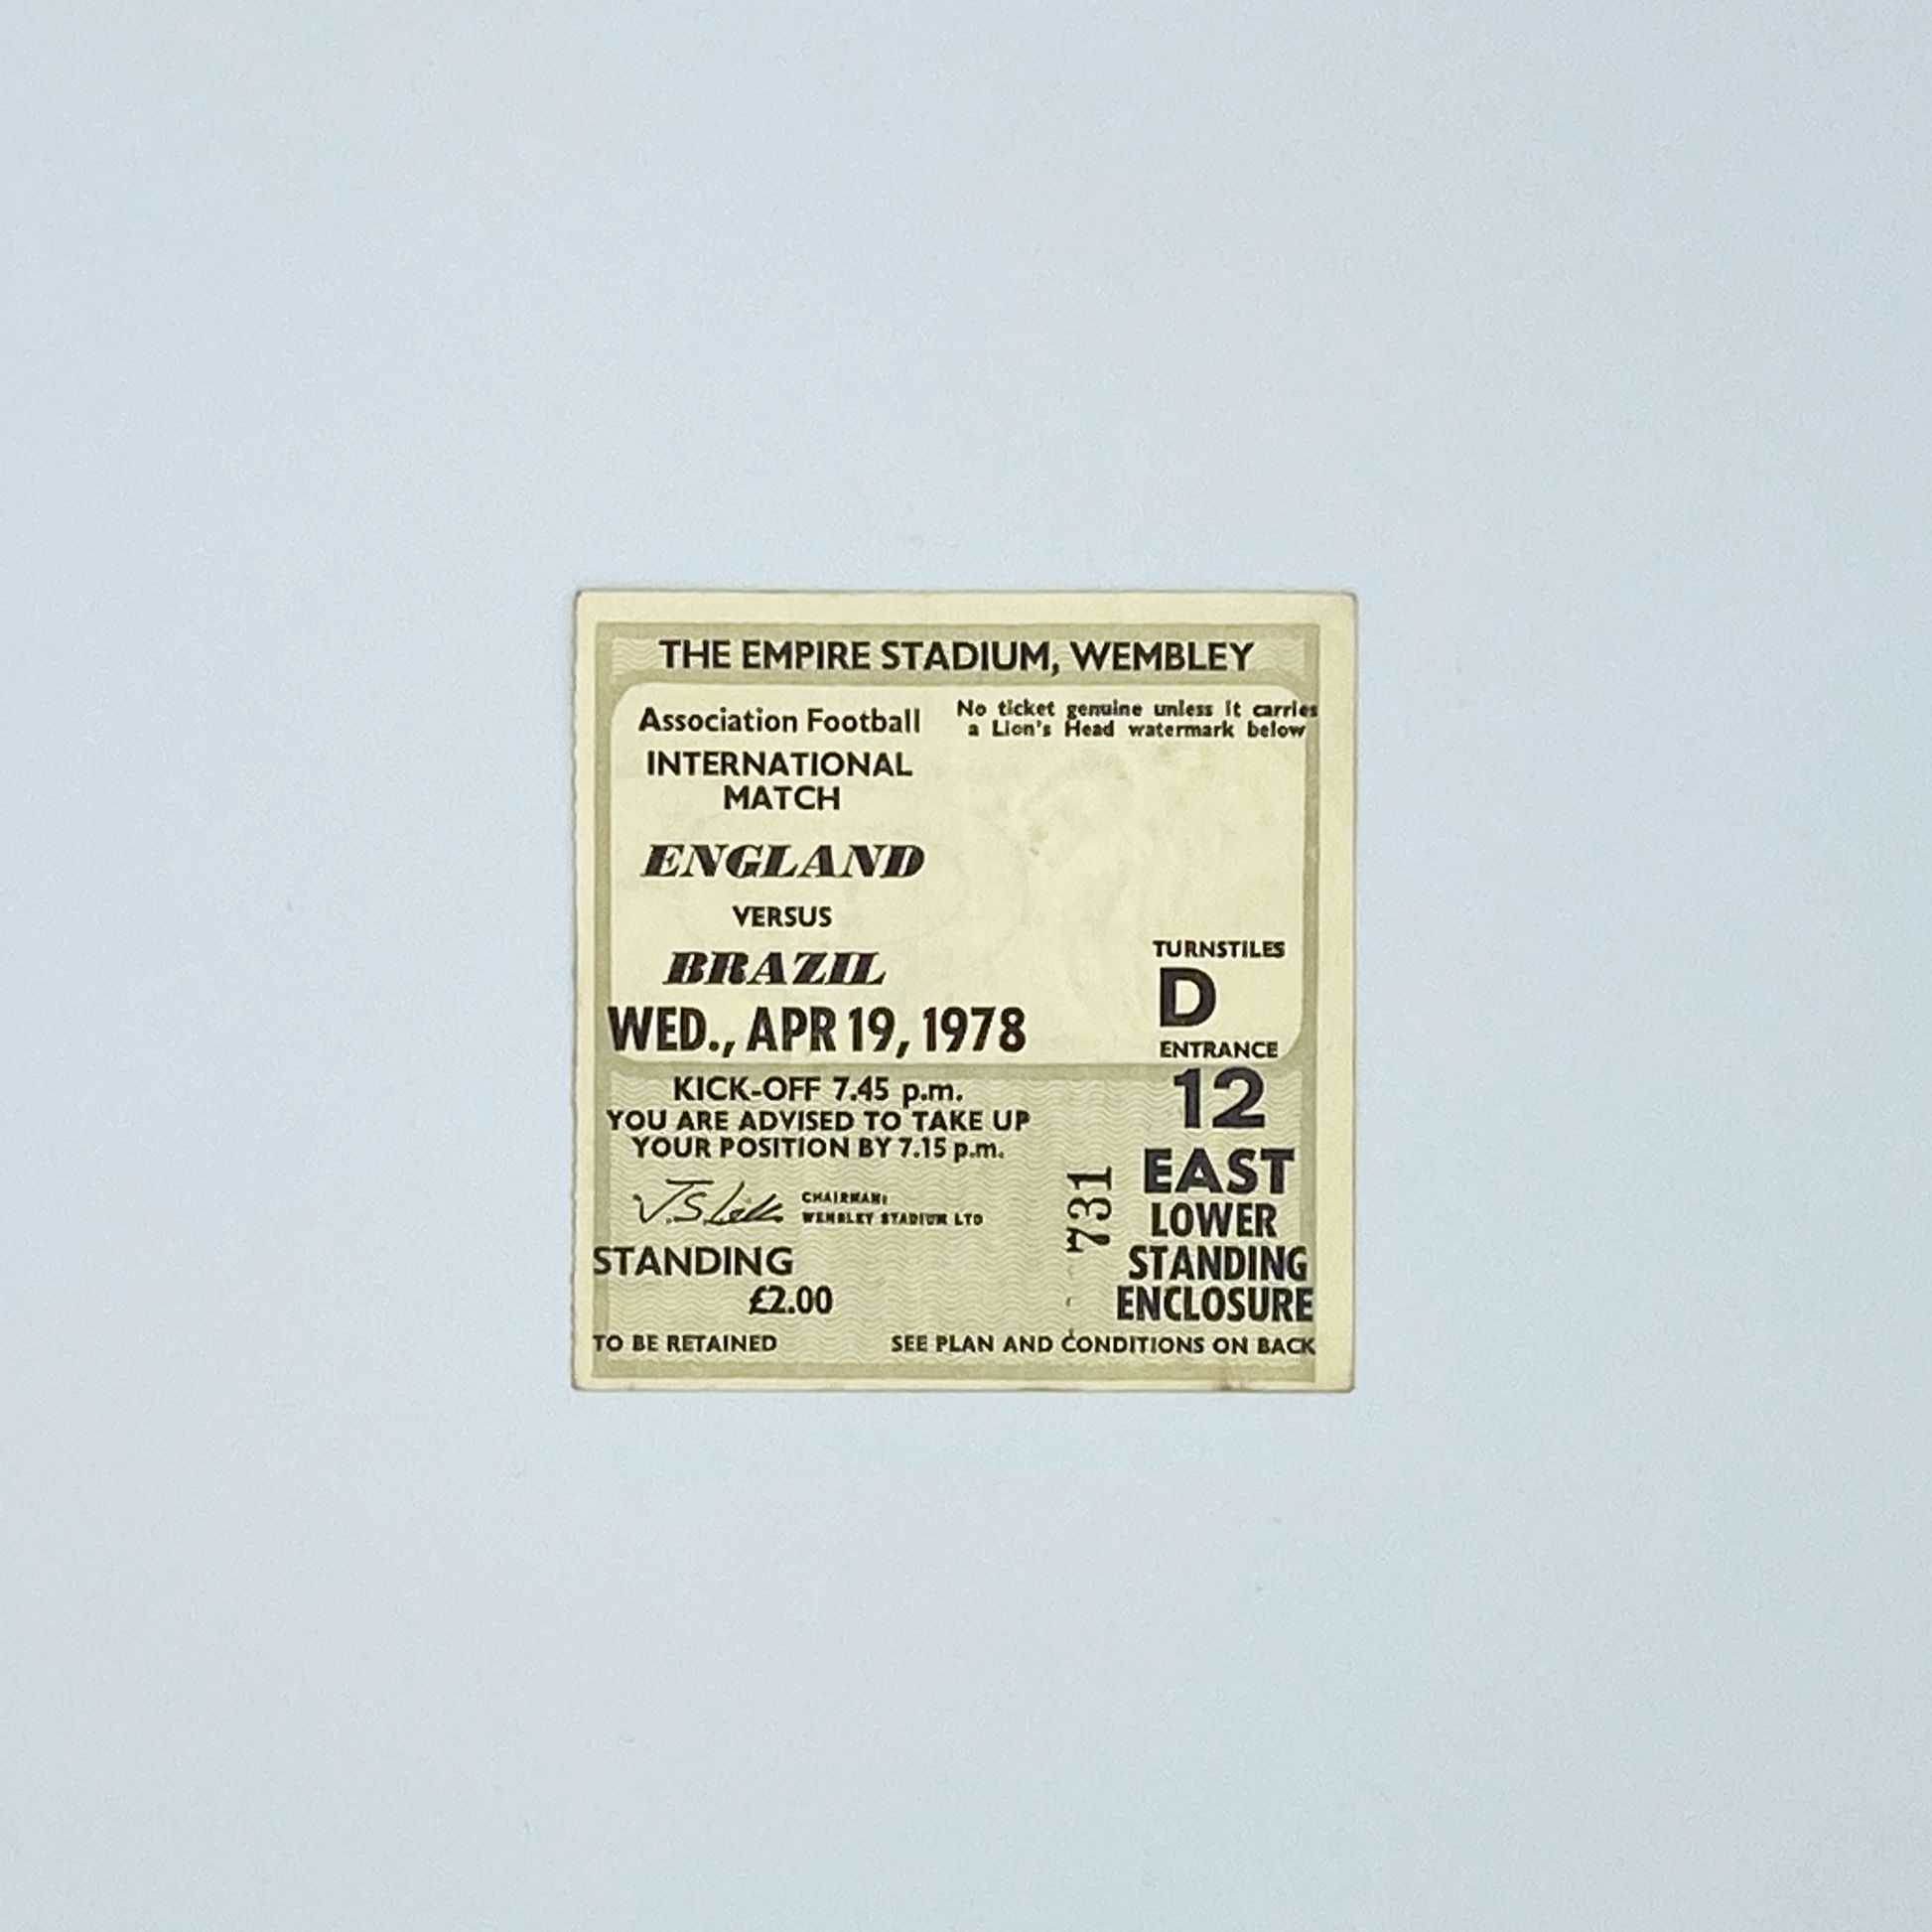 THE EMPIRE STADIUM, WEMBLEY
Association Football
No ticket genuine unless it carries
a Lion's Head watermark below
INTERNATIONAL
MATCH
ENGLAND
VERSUS
BRAZIL
WED., APR 19, 1978
TURNSTILES
D
ENTRANCE
12
EAST
LOWER
STANDING
ENCLOSURE
KICK-OFF 7.45 p.m.
YOU ARE ADVISED TO TAKE UP
YOUR POSITION BY 7.15 p.m.
CHAIRMAN:
WEMBLEY STADIUM LTD
731
STANDING
£2.00
TO BE RETAINED
SEE PLAN AND CONDITIONS ON BACK